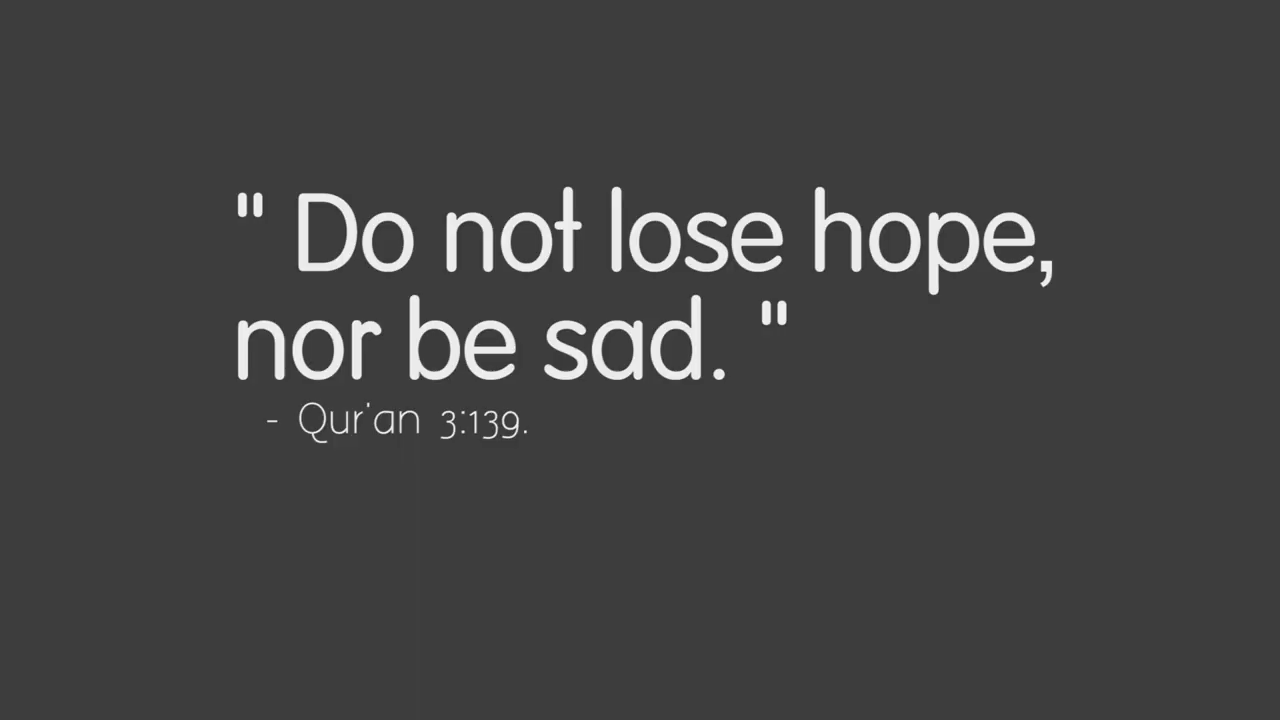 " Do not lose hope,
nor be sad. "
- Qur'an 3:139.